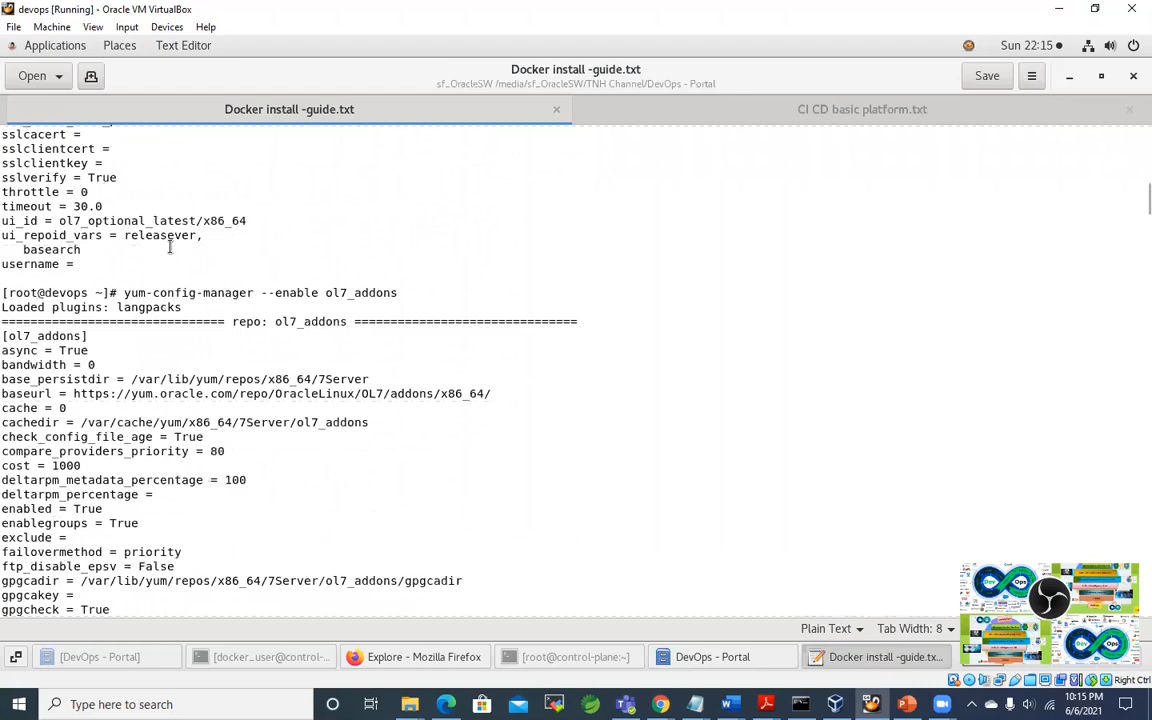 devops [Running] - Oracle VM VirtualBox
File Machine View Input Devices Help
Applications Places Text Editor Sun 22:15
Open Docker install -guide.txt Save
sf_OracleSW /media/sf_OracleSW/TNH Channel/DevOps - Portal
Docker install -guide.txt CI CD basic platform.txt
sslcacert =
sslclientcert =
sslclientkey =
sslverify = True
throttle = 0
timeout = 30.0
ui_id = ol7_optional_latest/x86_64
ui_repoid_vars = releasever,
basearch
username =
[root@devops ~]# yum-config-manager --enable ol7_addons
Loaded plugins: langpacks
============================== repo: ol7_addons ===============================
[ol7_addons]
async = True
bandwidth = 0
base_persistdir = /var/lib/yum/repos/x86_64/7Server
baseurl = https://yum.oracle.com/repo/OracleLinux/OL7/addons/x86_64/
cache = 0
cachedir = /var/cache/yum/x86_64/7Server/ol7_addons
check_config_file_age = True
compare_providers_priority = 80
cost = 1000
deltarpm_metadata_percentage = 100
deltarpm_percentage =
enabled = True
enablegroups = True
exclude =
failovermethod = priority
ftp_disable_epsv = False
gpgcadir = /var/lib/yum/repos/x86_64/7Server/ol7_addons/gpgcadir
gpgcakey =
gpgcheck = True
Plain Text Tab Width: 8
[DevOps - Portal] [docker_user@control-... Explore - Mozilla Firefox [root@control-plane:~] DevOps - Portal Docker install -guide.tx...
Right Ctrl
Type here to search
10:15 PM
6/6/2021